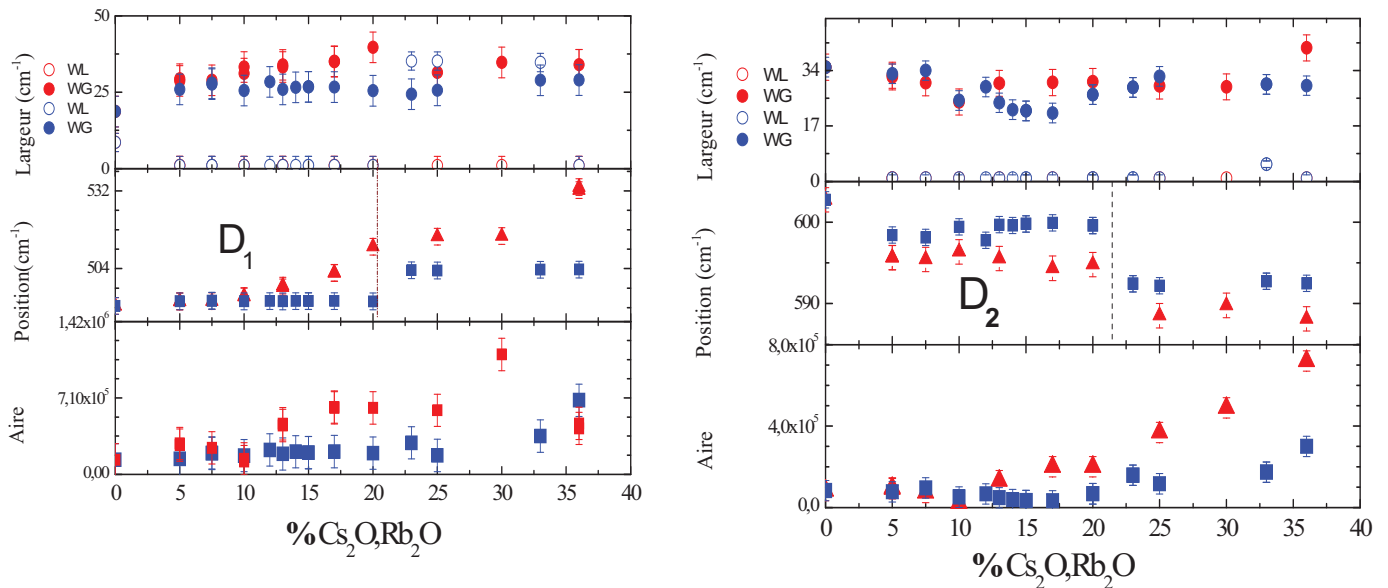 Largeur (cm⁻¹)
50
25
0
WL
WG
WL
WG
Position(cm⁻¹)
532
504
D₁
Aire
1,42x10⁶
7,10x10⁵
0,00
0 5 10 15 20 25 30 35 40
%Cs₂O,Rb₂O
Largeur (cm⁻¹)
34
17
WL
WG
WL
WG
Position (cm⁻¹)
600
590
D₂
Aire
8,0x10⁵
4,0x10⁵
0,0
0 5 10 15 20 25 30 35 40
%Cs₂O,Rb₂O